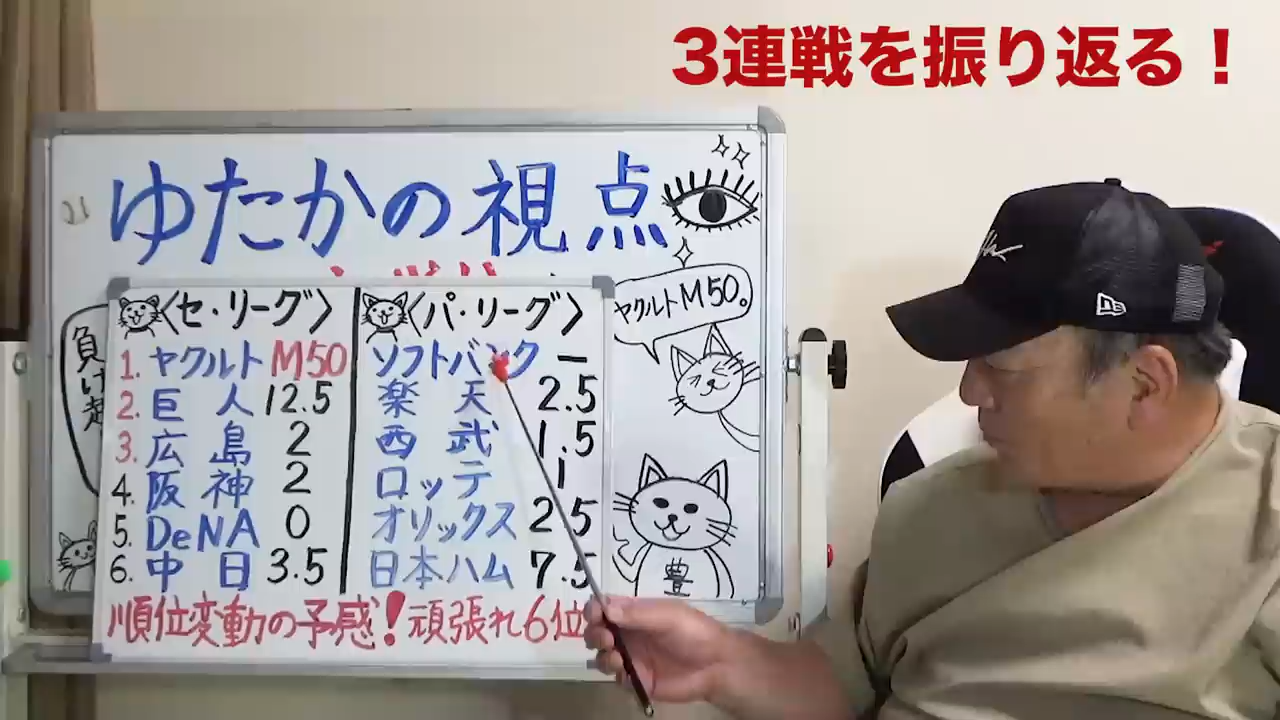 3連戦を振り返る！
ゆたかの視点
ヤクルトM50。
負け越
〈セ・リーグ〉
1. ヤクルト M50
2. 巨人 12.5
3. 広島 2
4. 阪神 2
5. DeNA 0
6. 中日 3.5
〈パ・リーグ〉
ソフトバンク ー
楽天 2.5
西武 1.5
ロッテ 1
オリックス 2.5
日本ハム 7.5
順位変動の予感！頑張れ6位
豊